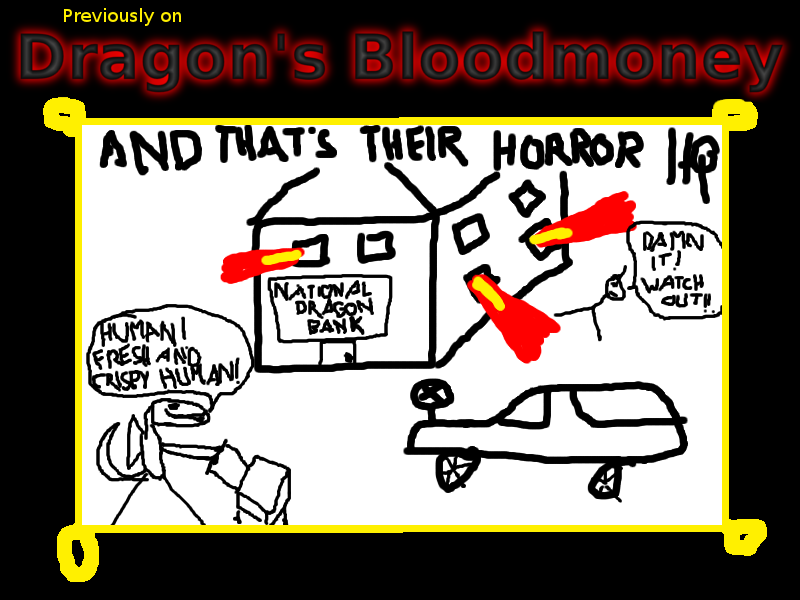 Previously on
Dragon's Bloodmoney
AND THAT'S THEIR HORROR HQ
DAMN
IT!
WATCH
OUT!!
NATIONAL
DRAGON
BANK
HUMAN!
FRESH AND
CRISPY HUMAN!